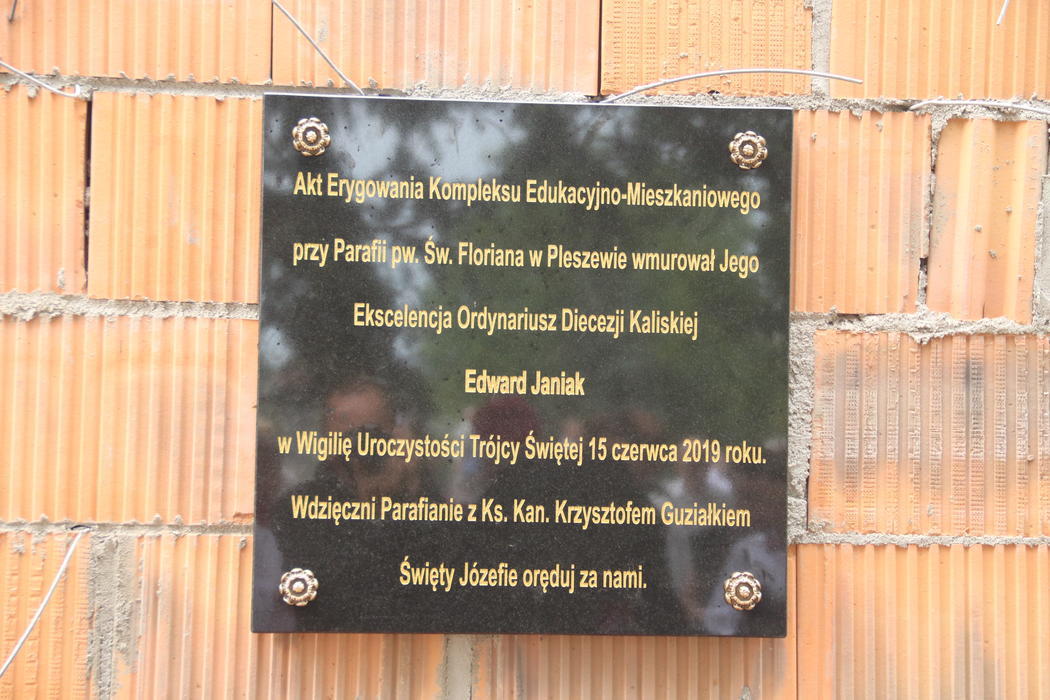 Akt Erygowania Kompleksu Edukacyjno-Mieszkaniowego
przy Parafii pw. Św. Floriana w Pleszewie wmurował Jego
Ekscelencja Ordynariusz Diecezji Kaliskiej
Edward Janiak
w Wigilię Uroczystości Trójcy Świętej 15 czerwca 2019 roku.
Wdzięczni Parafianie z Ks. Kan. Krzysztofem Guziałkiem
Święty Józefie oręduj za nami.